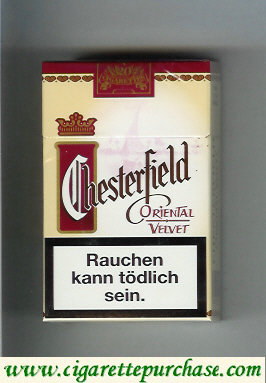 Chesterfield
ORIENTAL
VELVET
Rauchen
kann tödlich
sein.
www.cigarettepurchase.com